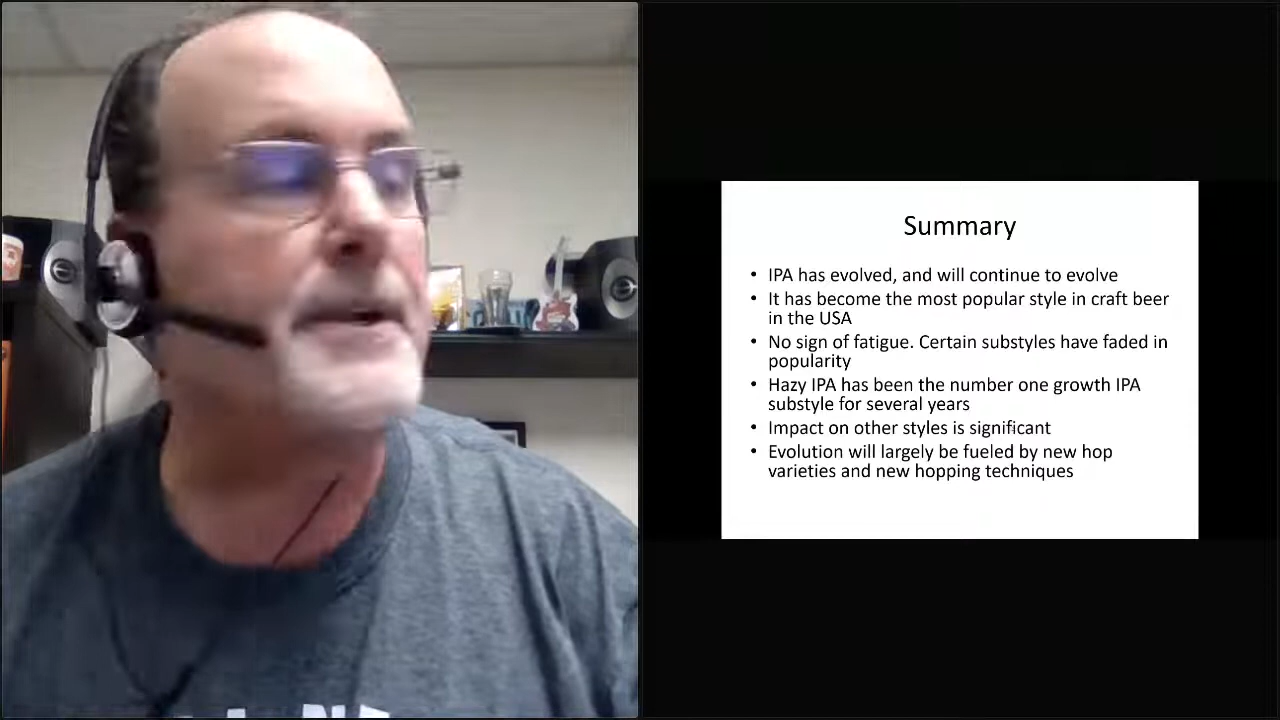 Summary
• IPA has evolved, and will continue to evolve
• It has become the most popular style in craft beer
in the USA
• No sign of fatigue. Certain substyles have faded in
popularity
• Hazy IPA has been the number one growth IPA
substyle for several years
• Impact on other styles is significant
• Evolution will largely be fueled by new hop
varieties and new hopping techniques